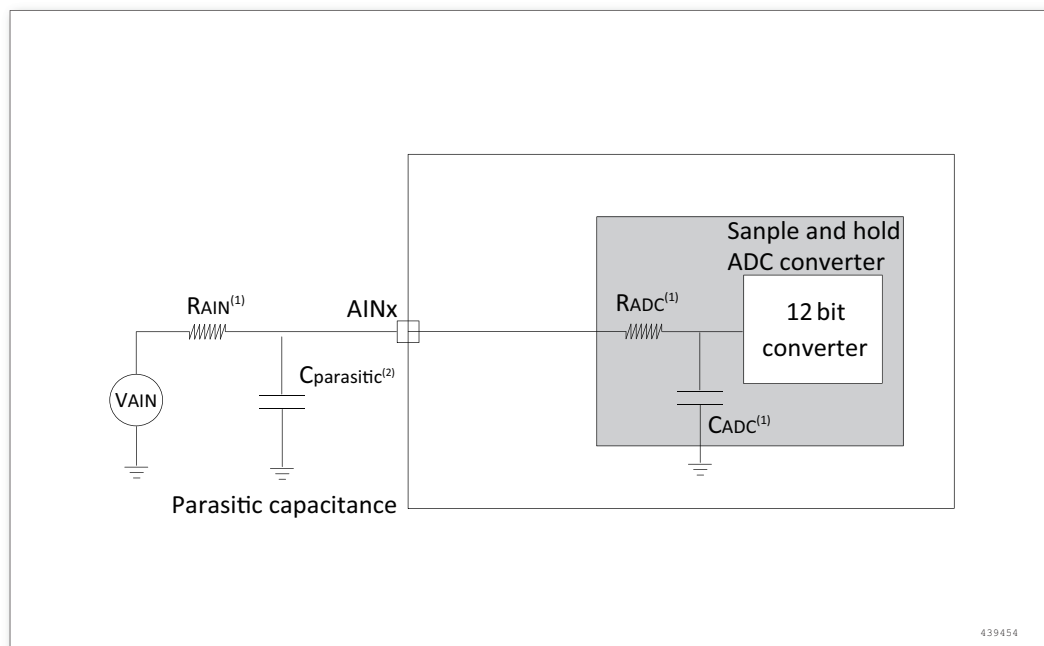 Sanple and hold
ADC converter
RAIN(1)
AINx
RADC(1)
12 bit
converter
Cparasitic(2)
VAIN
CADC(1)
Parasitic capacitance
439454